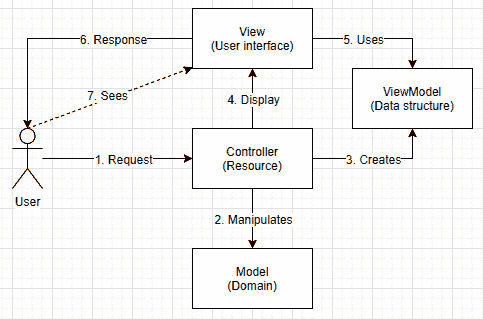 View
(User interface)
6. Response
5. Uses
7. Sees
4. Display
ViewModel
(Data structure)
Controller
(Resource)
1. Request
3. Creates
User
2. Manipulates
Model
(Domain)